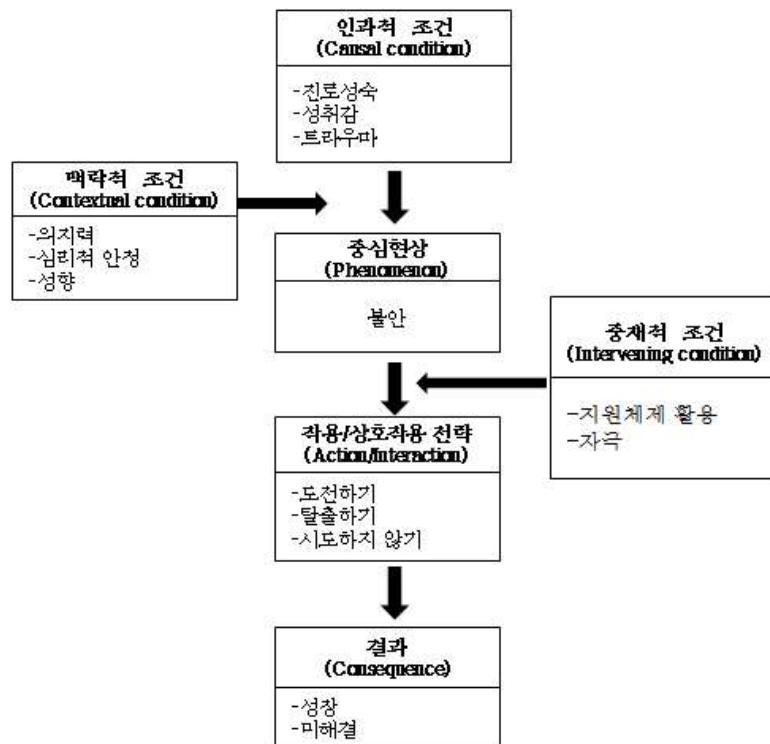 인과적 조건
(Cansal condition)
-진로성숙
-성취감
-트라우마
맥락적 조건
(Contextual condition)
-의지력
-심리적 안정
-성향
중심현상
(Phenomenon)
불안
중재적 조건
(Intervening condition)
-지원체제 활용
-자극
작용/상호작용 전략
(Action/Interaction)
-도전하기
-탈출하기
-시도하지 않기
결과
(Consequence)
-성장
-미해결